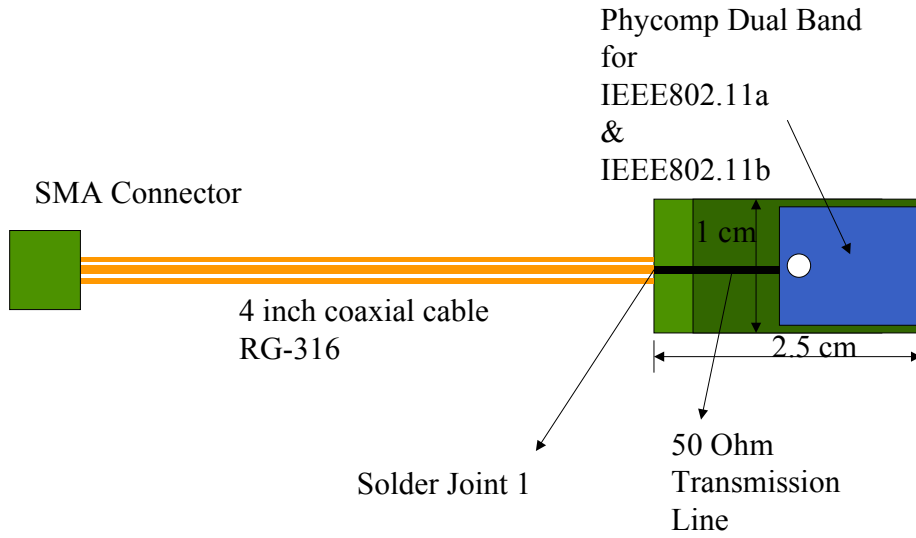 Phycomp Dual Band
for
IEEE802.11a
&
IEEE802.11b
SMA Connector
1 cm
4 inch coaxial cable
RG-316
2.5 cm
Solder Joint 1
50 Ohm
Transmission
Line